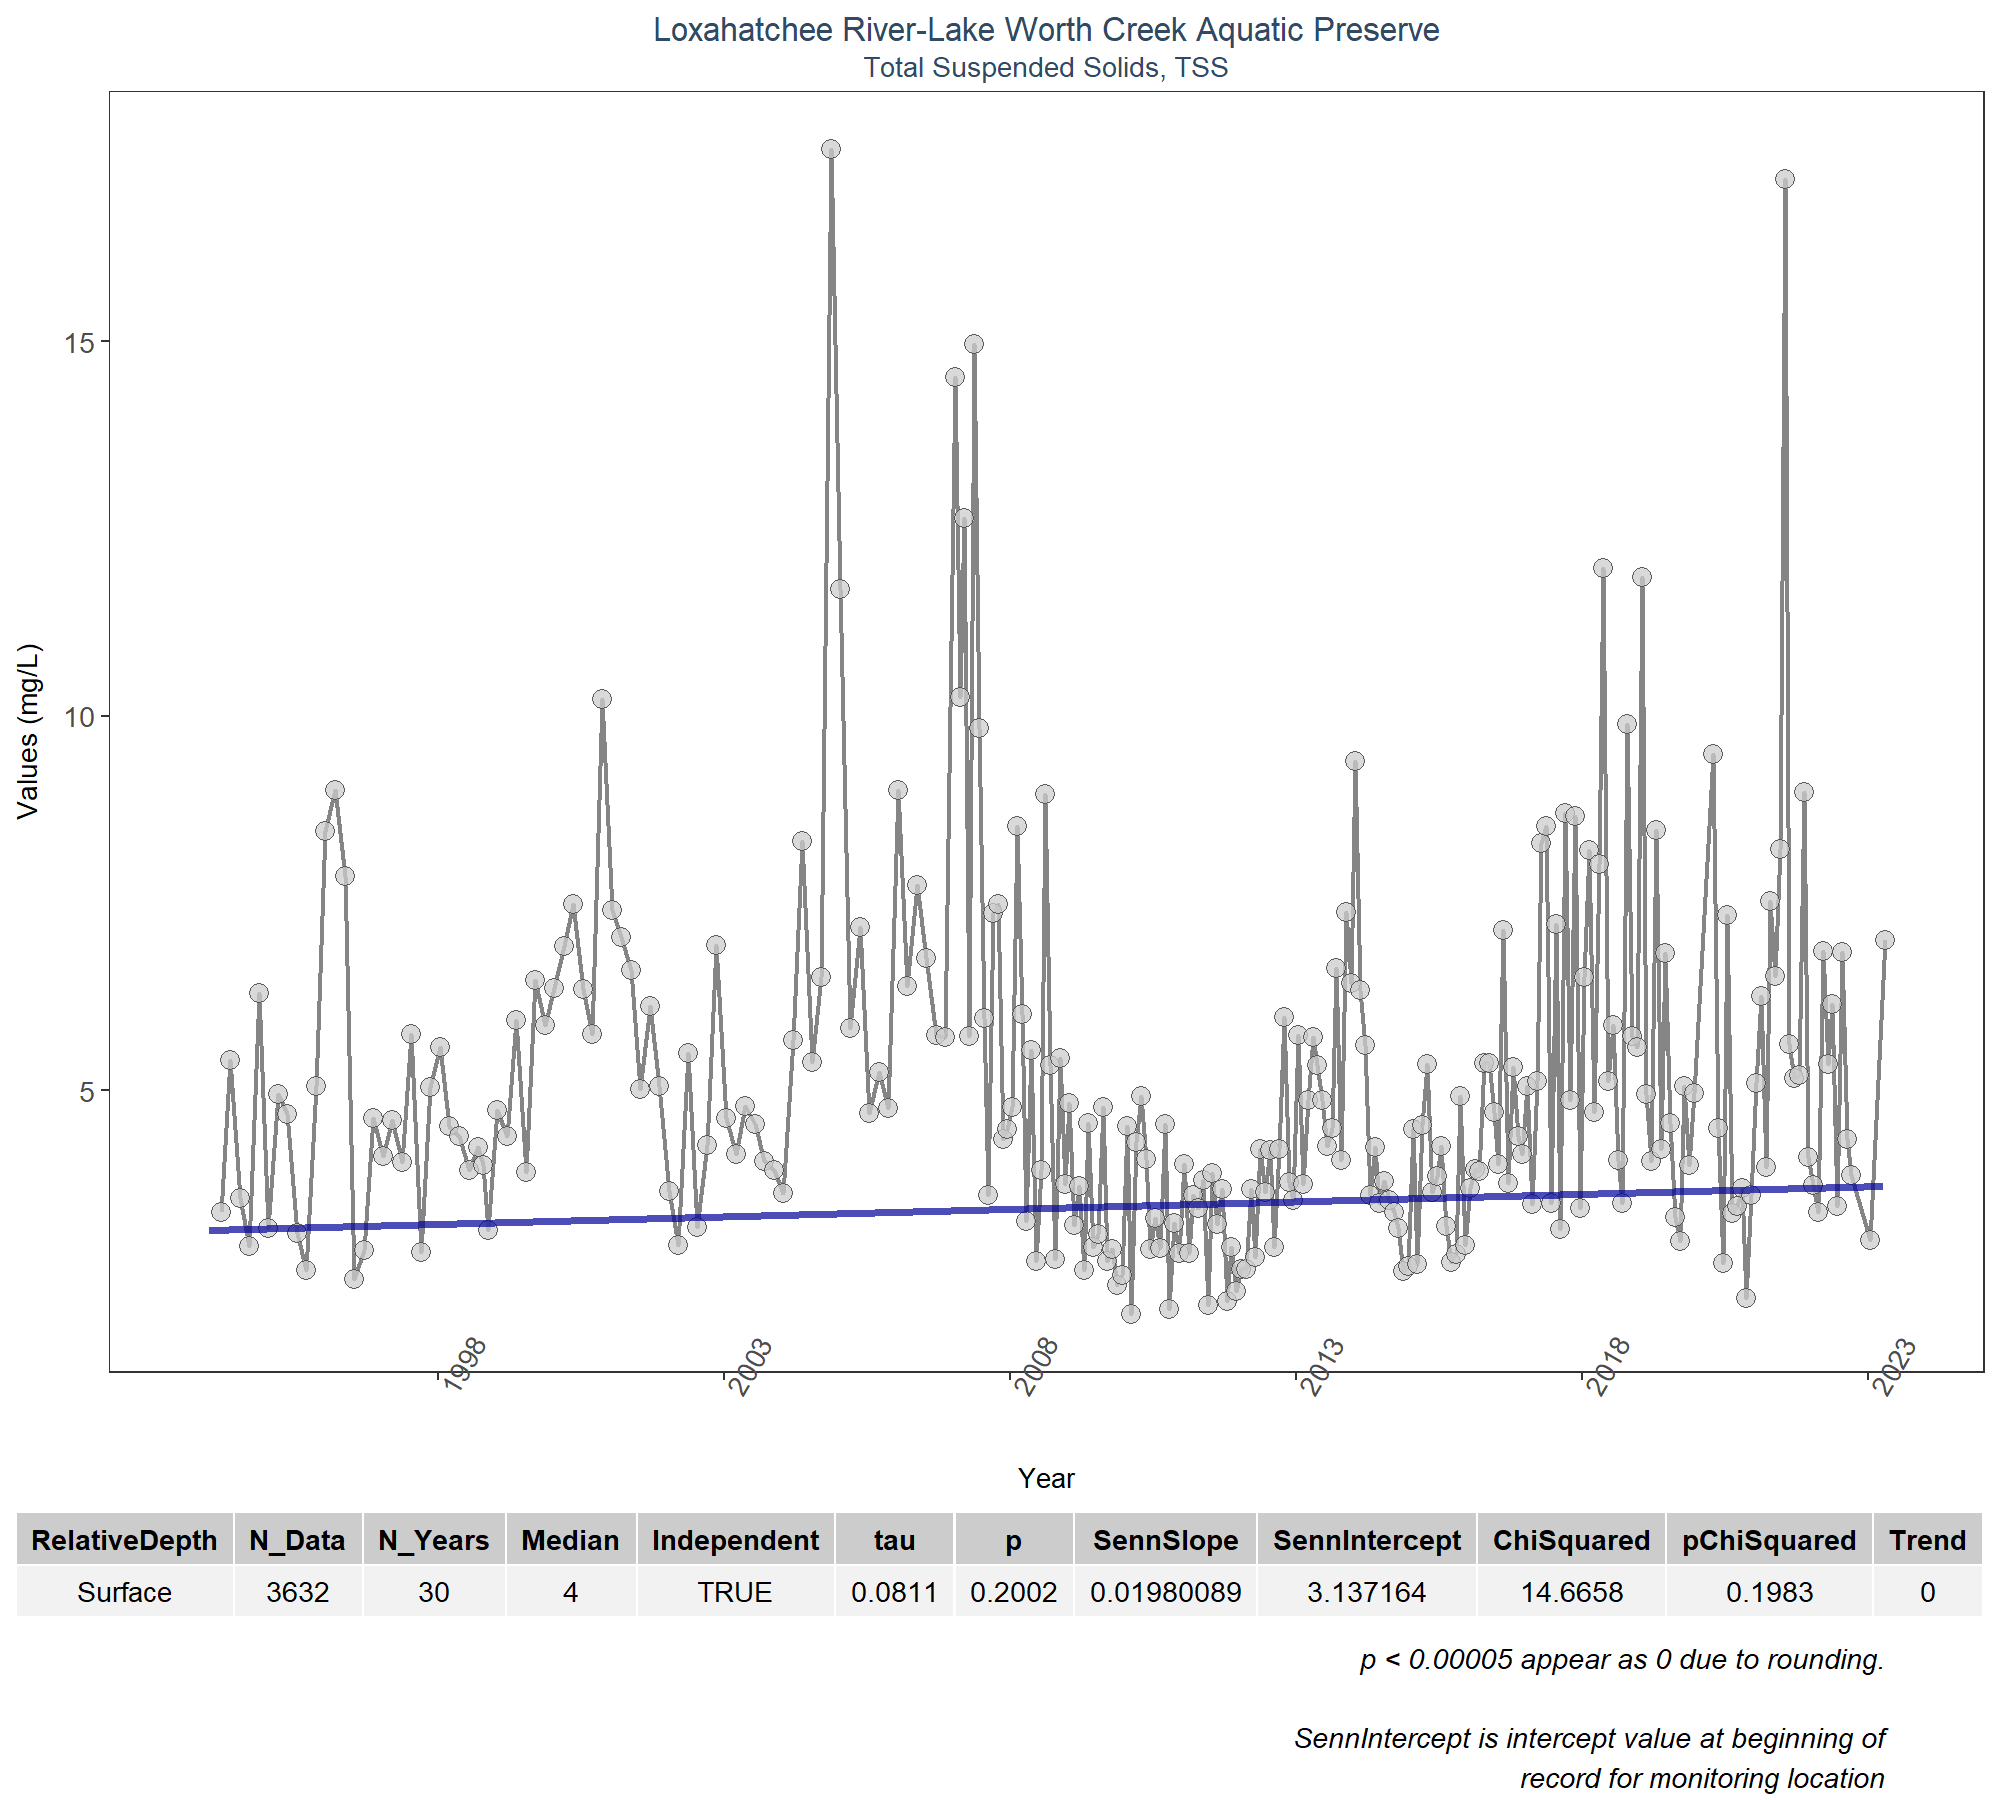 Loxahatchee River-Lake Worth Creek Aquatic Preserve
Total Suspended Solids, TSS
Values (mg/L)
15
10
5
1998
2003
2008
2013
2018
2023
Year
RelativeDepth N_Data N_Years Median Independent tau p SennSlope SennIntercept ChiSquared pChiSquared Trend
Surface 3632 30 4 TRUE 0.0811 0.2002 0.01980089 3.137164 14.6658 0.1983 0
p < 0.00005 appear as 0 due to rounding.
SennIntercept is intercept value at beginning of
record for monitoring location